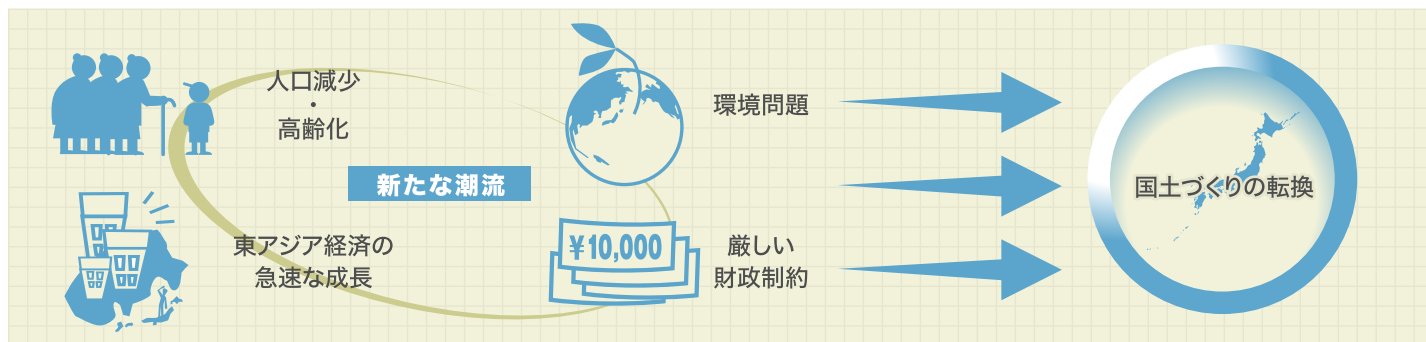 人口減少
・
高齢化
環境問題
新たな潮流
東アジア経済の
急速な成長
¥10,000
厳しい
財政制約
国土づくりの転換